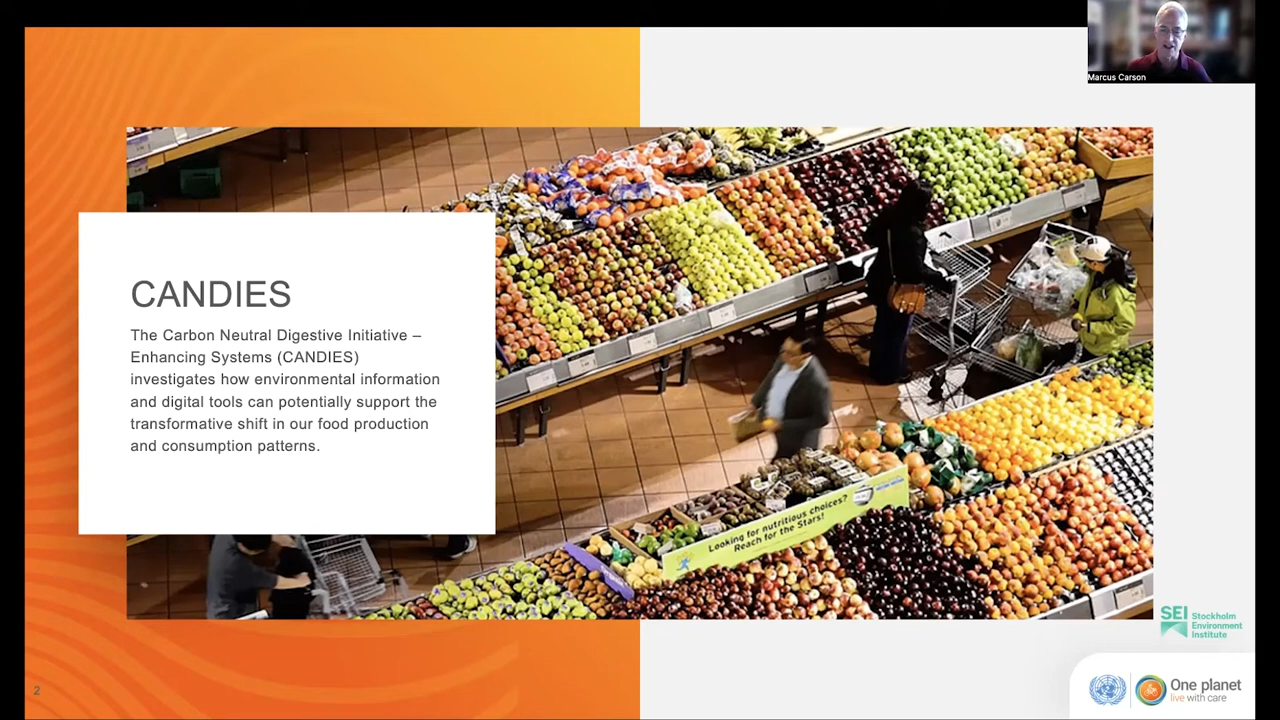 Marcus Carson
CANDIES
The Carbon Neutral Digestive Initiative –
Enhancing Systems (CANDIES)
investigates how environmental information
and digital tools can potentially support the
transformative shift in our food production
and consumption patterns.
Looking for nutritious choices?
Reach for the Stars!
SEI Stockholm
Environment
Institute
One planet
live with care
2